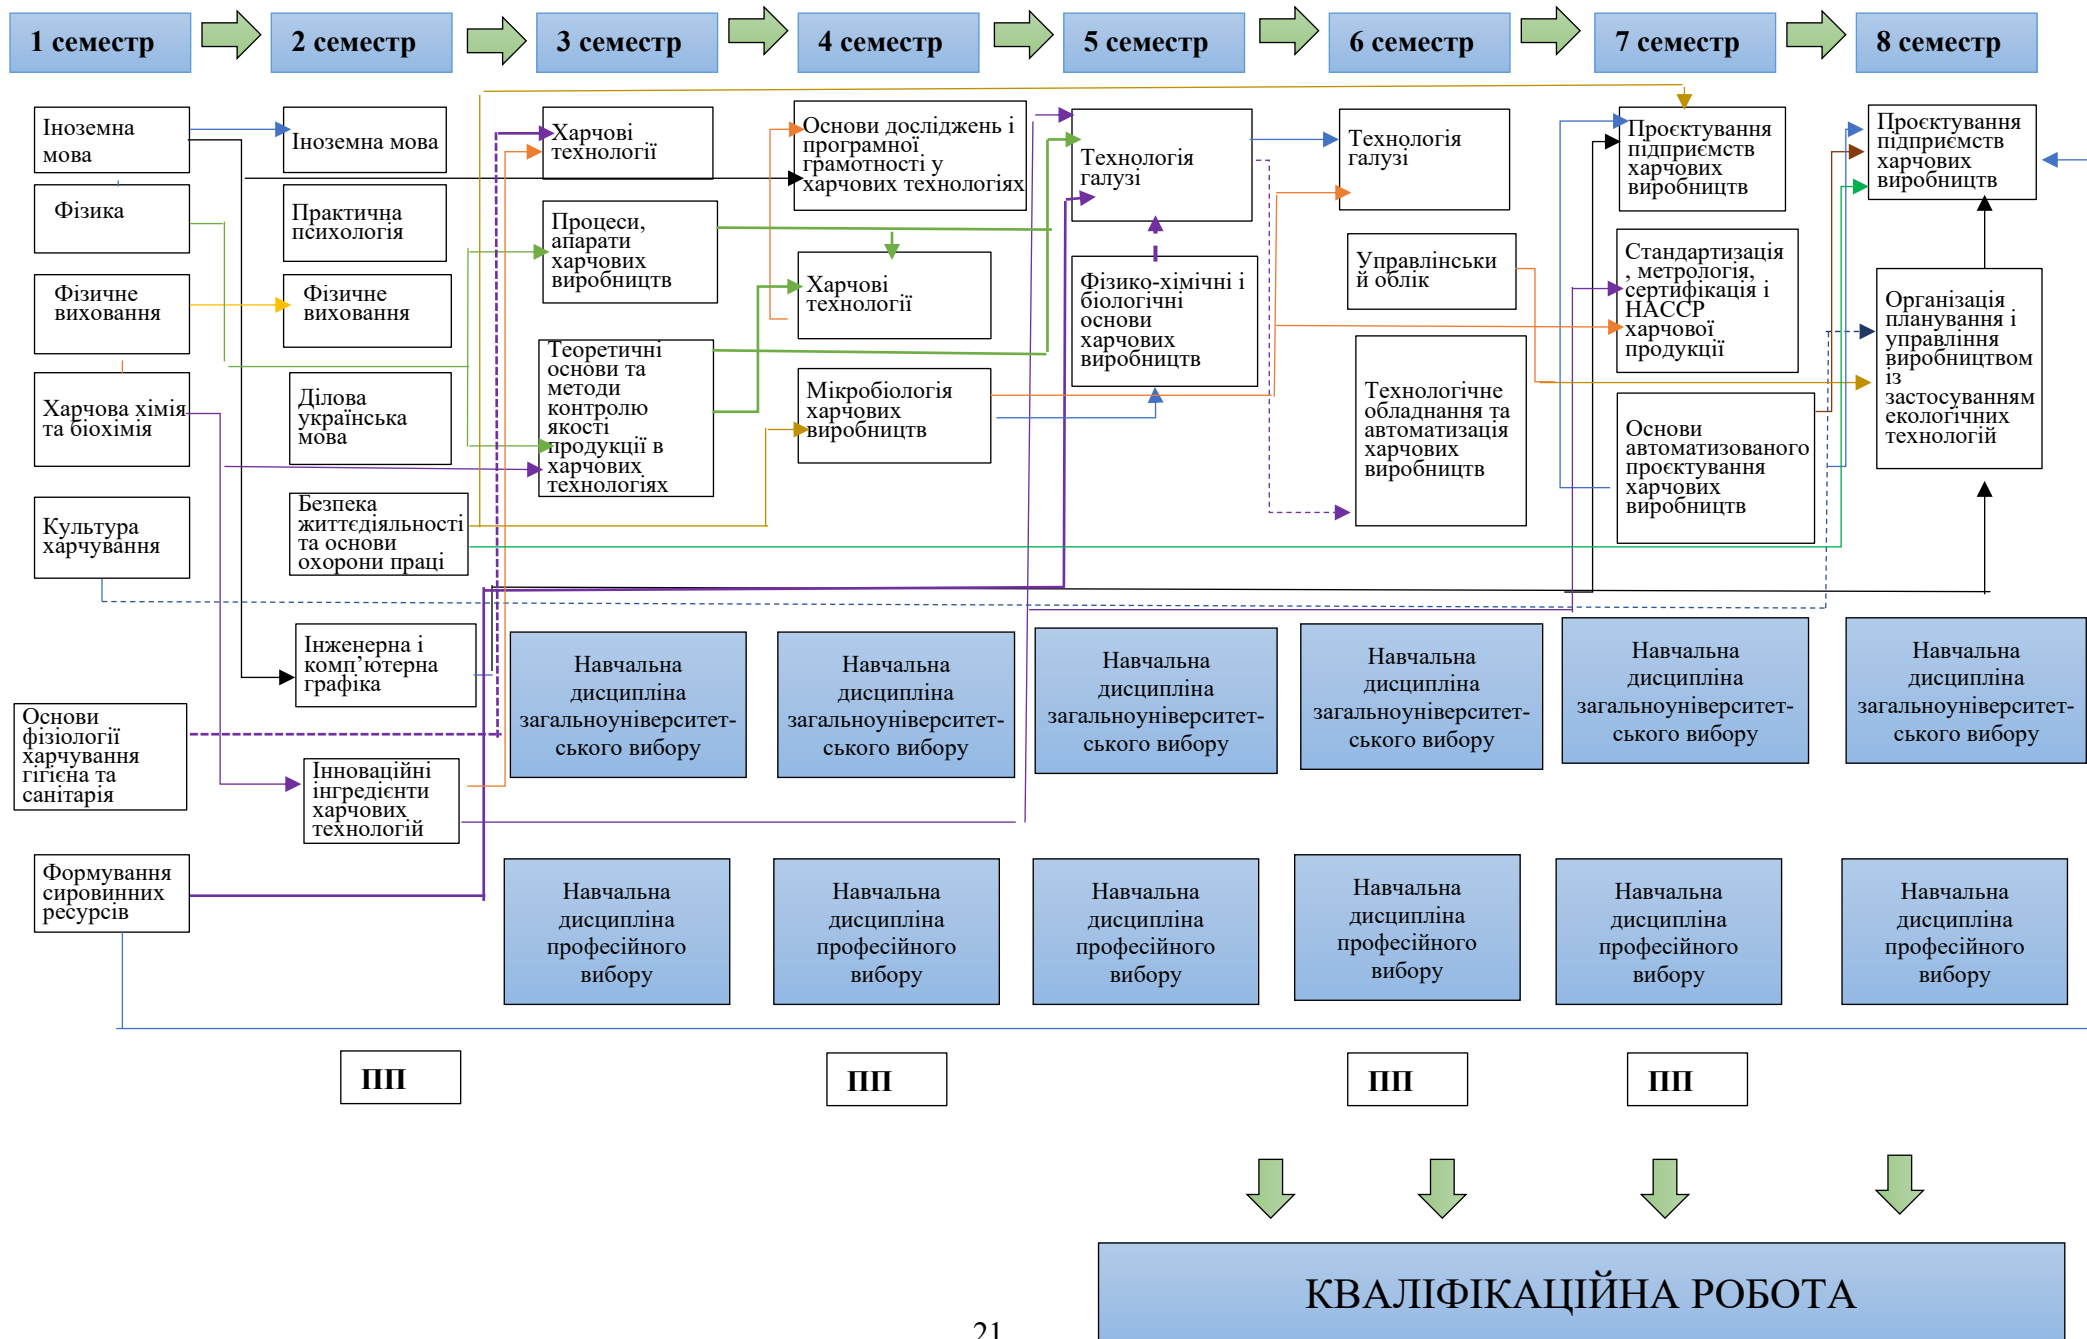 1 семестр
2 семестр
3 семестр
4 семестр
5 семестр
6 семестр
7 семестр
8 семестр
Іноземна
мова
Фізика
Фізичне
виховання
Харчова хімія
та біохімія
Культура
харчування
Основи
фізіології
харчування
гігієна та
санітарія
Формування
сировинних
ресурсів
Іноземна мова
Практична
психологія
Фізичне
виховання
Ділова
українська
мова
Безпека
життєдіяльності
та основи
охорони праці
Інженерна і
комп’ютерна
графіка
Інноваційні
інгредієнти
харчових
технологій
Харчові
технології
Процеси,
апарати
харчових
виробництв
Теоретичні
основи та
методи
контролю
якості
продукції в
харчових
технологіях
Навчальна
дисципліна
загальноуніверситет-
ського вибору
Навчальна
дисципліна
професійного
вибору
Основи досліджень і
програмної
грамотності у
харчових технологіях
Харчові
технології
Мікробіологія
харчових
виробництв
Навчальна
дисципліна
загальноуніверситет-
ського вибору
Навчальна
дисципліна
професійного
вибору
Технологія
галузі
Фізико-хімічні і
біологічні
основи
харчових
виробництв
Навчальна
дисципліна
загальноуніверситет-
ського вибору
Навчальна
дисципліна
професійного
вибору
Технологія
галузі
Управлінськи
й облік
Технологічне
обладнання та
автоматизація
харчових
виробництв
Навчальна
дисципліна
загальноуніверситет-
ського вибору
Навчальна
дисципліна
професійного
вибору
Проєктування
підприємств
харчових
виробництв
Стандартизація
, метрологія,
сертифікація і
НАССР
харчової
продукції
Основи
автоматизованого
проєктування
харчових
виробництв
Навчальна
дисципліна
загальноуніверситет-
ського вибору
Навчальна
дисципліна
професійного
вибору
Проєктування
підприємств
харчових
виробництв
Організація
планування і
управління
виробництвом
із
застосуванням
екологічних
технологій
Навчальна
дисципліна
загальноуніверситет-
ського вибору
Навчальна
дисципліна
професійного
вибору
ПП
ПП
ПП
ПП
КВАЛІФІКАЦІЙНА РОБОТА
21